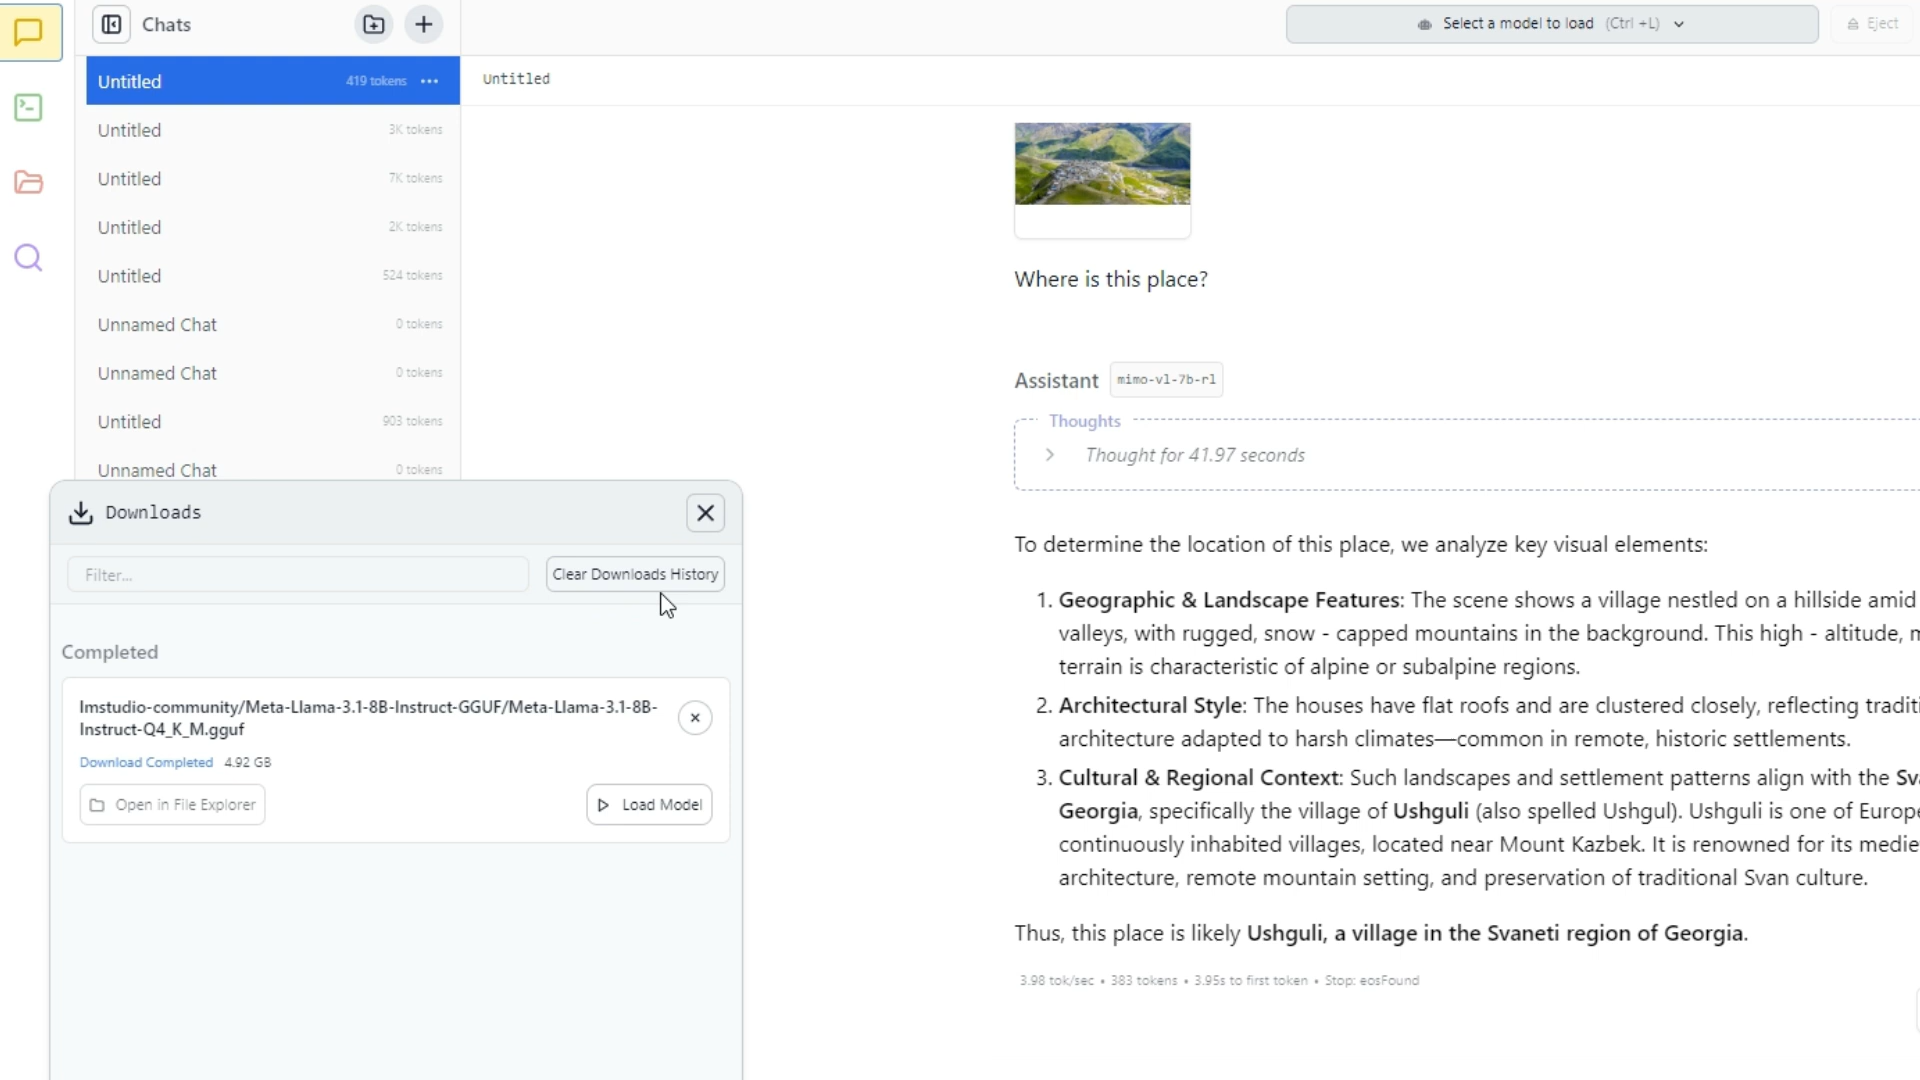 Chats
Select a model to load (Ctrl +L)
Eject
Untitled 419 tokens
Untitled 3K tokens
Untitled 7K tokens
Untitled 2K tokens
Untitled 524 tokens
Unnamed Chat 0 tokens
Unnamed Chat 0 tokens
Untitled 903 tokens
Unnamed Chat 0 tokens
Downloads
Filter...
Clear Downloads History
Completed
lmstudio-community/Meta-Llama-3.1-8B-Instruct-GGUF/Meta-Llama-3.1-8B-
Instruct-Q4_K_M.gguf
Download Completed 4.92 GB
Open in File Explorer
Load Model
Untitled
Where is this place?
Assistant mimo-vl-7b-rl
Thoughts
Thought for 41.97 seconds
To determine the location of this place, we analyze key visual elements:
1. Geographic & Landscape Features: The scene shows a village nestled on a hillside amid
valleys, with rugged, snow - capped mountains in the background. This high - altitude,
terrain is characteristic of alpine or subalpine regions.
2. Architectural Style: The houses have flat roofs and are clustered closely, reflecting
architecture adapted to harsh climates—common in remote, historic settlements.
3. Cultural & Regional Context: Such landscapes and settlement patterns align with the
Georgia, specifically the village of Ushguli (also spelled Ushgul). Ushguli is one of
continuously inhabited villages, located near Mount Kazbek. It is renowned for its
architecture, remote mountain setting, and preservation of traditional Svan culture.
Thus, this place is likely Ushguli, a village in the Svaneti region of Georgia.
3.98 tok/sec • 383 tokens • 3.95s to first token • Stop: eosFound